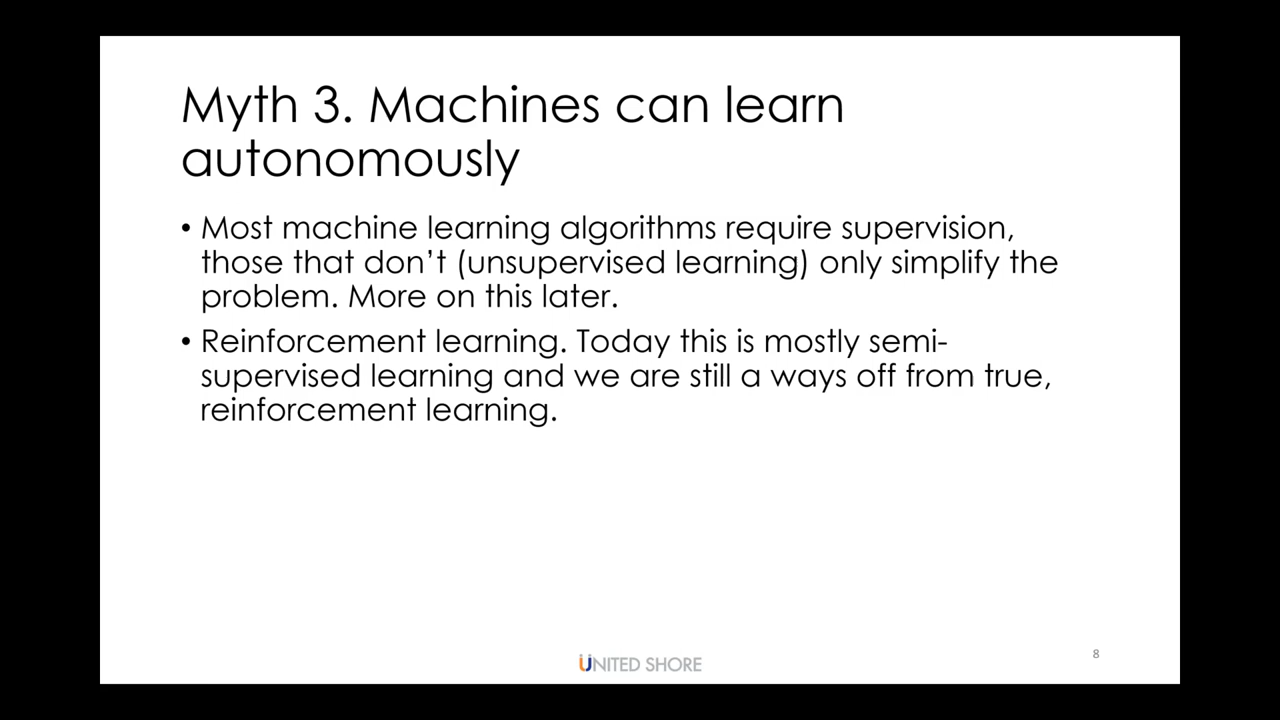 Myth 3. Machines can learn
autonomously
• Most machine learning algorithms require supervision,
those that don’t (unsupervised learning) only simplify the
problem. More on this later.
• Reinforcement learning. Today this is mostly semi-
supervised learning and we are still a ways off from true,
reinforcement learning.
UNITED SHORE
8